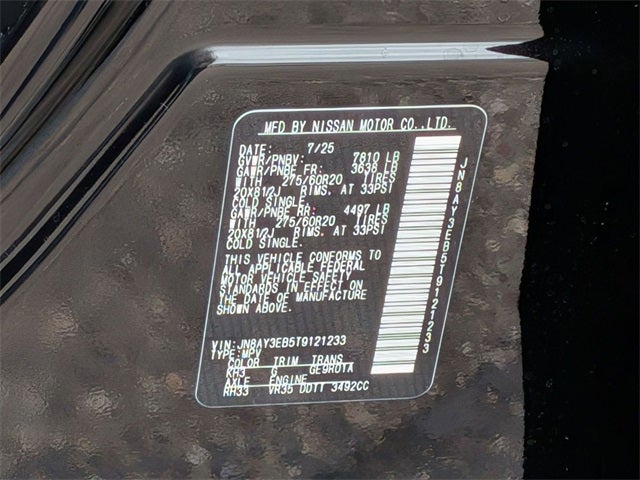 MFD BY NISSAN MOTOR CO.,LTD.
DATE: 7/25
GVWR/PNBV: 7810 LB
GAWR/PNBE FR: 3638 LB
WITH 275/60R20 TIRES
20X8 1/2J RIMS. AT 33PSI
COLD SINGLE.
GAWR/PNBE RR: 4497 LB
WITH 275/60R20 TIRES
20X8 1/2J RIMS. AT 33PSI
COLD SINGLE.
THIS VEHICLE CONFORMS TO
ALL APPLICABLE FEDERAL
MOTOR VEHICLE SAFETY
STANDARDS IN EFFECT ON
THE DATE OF MANUFACTURE
SHOWN ABOVE.
VIN: JN8AY3EB5T9121233
TYPE: MPV
COLOR TRIM TRANS
KH3 G GE9R01A
AXLE ENGINE
RH33 VR35 DDTT 3492CC
JN8AY3EB5T9121233